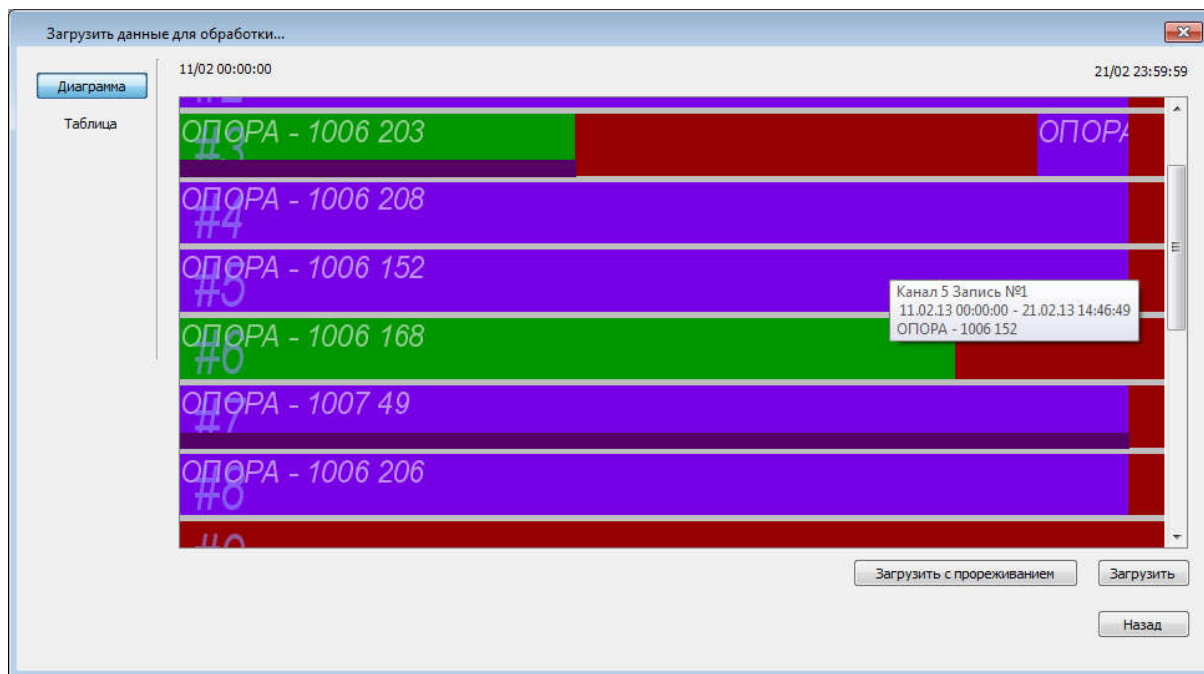 Загрузить данные для обработки...
11/02 00:00:00
21/02 23:59:59
Диаграмма
Таблица
ОПОРА - 1006 203
#3
ОПОРА
ОПОРА - 1006 208
#4
ОПОРА - 1006 152
#5
Канал 5 Запись №1
11.02.13 00:00:00 - 21.02.13 14:46:49
ОПОРА - 1006 152
ОПОРА - 1006 168
#6
ОПОРА - 1007 49
#7
ОПОРА - 1006 206
#8
Загрузить с прореживанием
Загрузить
Назад